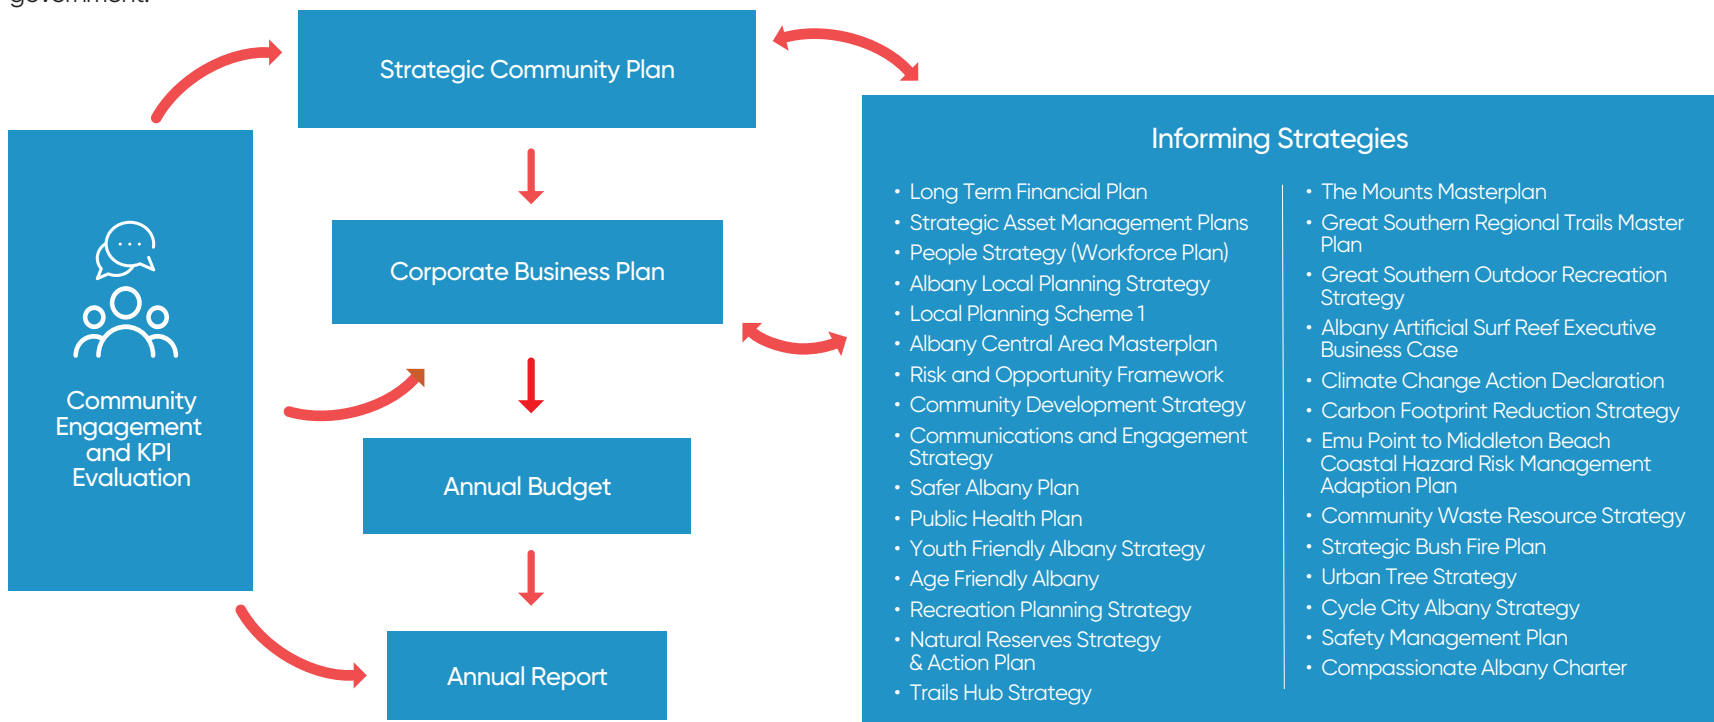 government.
Strategic Community Plan
Corporate Business Plan
Annual Budget
Annual Report
Community
Engagement
and KPI
Evaluation
Informing Strategies
• Long Term Financial Plan
• Strategic Asset Management Plans
• People Strategy (Workforce Plan)
• Albany Local Planning Strategy
• Local Planning Scheme 1
• Albany Central Area Masterplan
• Risk and Opportunity Framework
• Community Development Strategy
• Communications and Engagement
Strategy
• Safer Albany Plan
• Public Health Plan
• Youth Friendly Albany Strategy
• Age Friendly Albany
• Recreation Planning Strategy
• Natural Reserves Strategy
& Action Plan
• Trails Hub Strategy
• The Mounts Masterplan
• Great Southern Regional Trails Master
Plan
• Great Southern Outdoor Recreation
Strategy
• Albany Artificial Surf Reef Executive
Business Case
• Climate Change Action Declaration
• Carbon Footprint Reduction Strategy
• Emu Point to Middleton Beach
Coastal Hazard Risk Management
Adaption Plan
• Community Waste Resource Strategy
• Strategic Bush Fire Plan
• Urban Tree Strategy
• Cycle City Albany Strategy
• Safety Management Plan
• Compassionate Albany Charter